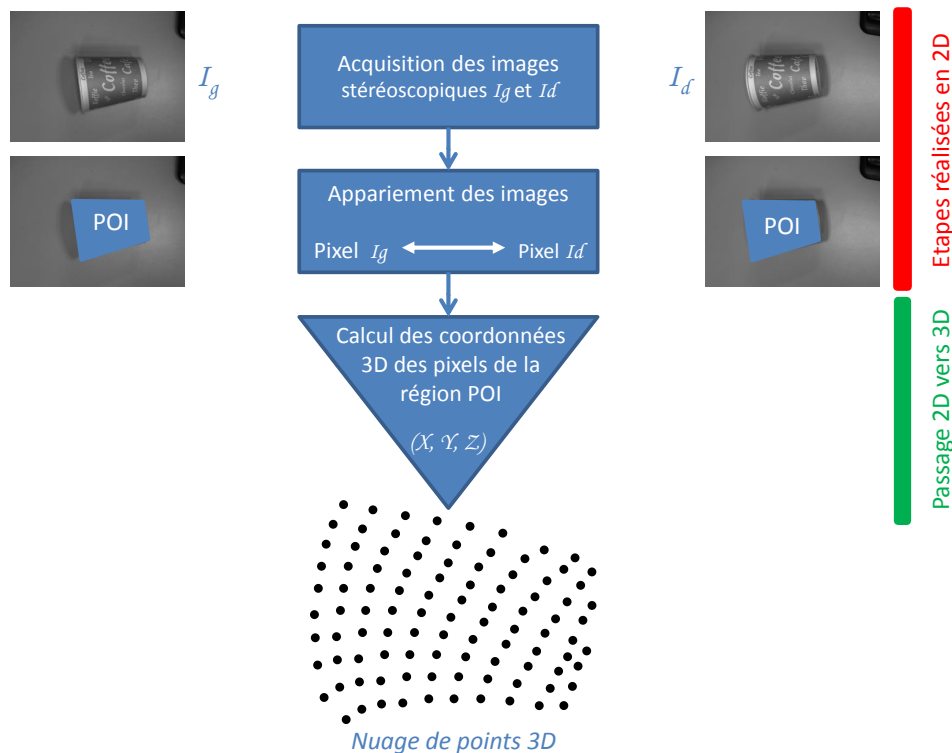 Acquisition des images
stéréoscopiques Ig et Id
Ig
Id
Appariement des images
Pixel Ig
Pixel Id
POI
POI
Calcul des coordonnées
3D des pixels de la
région POI
(X, Y, Z)
Nuage de points 3D
Etapes réalisées en 2D
Passage 2D vers 3D
Coffee
Coffee